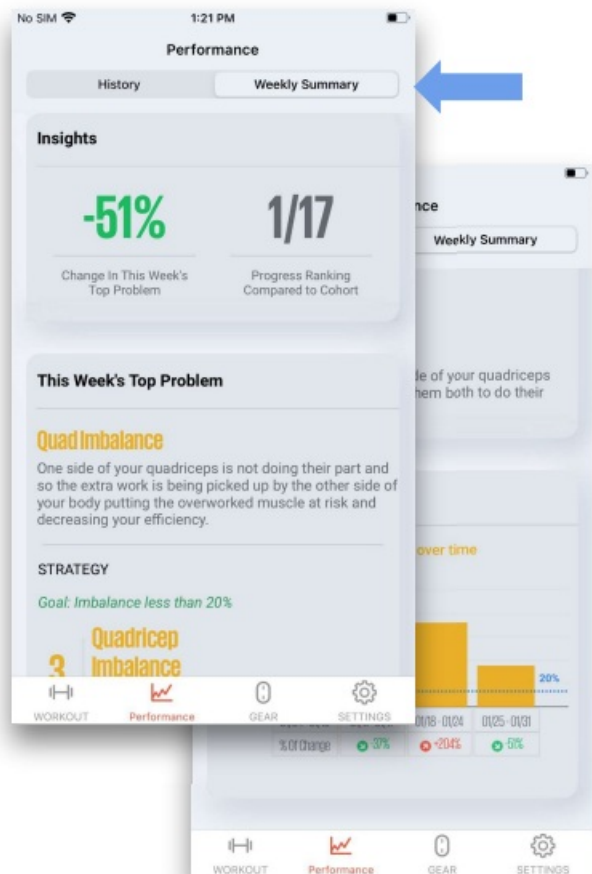 No SIM 1:21 PM
Performance
History Weekly Summary
Insights
-51% 1/17
Change In This Week's Progress Ranking
Top Problem Compared to Cohort
This Week's Top Problem
Quad Imbalance
One side of your quadriceps is not doing their part and
so the extra work is being picked up by the other side of
your body putting the overworked muscle at risk and
decreasing your efficiency.
STRATEGY
Goal: Imbalance less than 20%
3 Quadricep
Imbalance
WORKOUT Performance GEAR SETTINGS
nce
Weekly Summary
de of your quadriceps
hem both to do their
over time
20%
01/18-01/24 01/25-01/31
% Of Change -37% +204% -51%
WORKOUT Performance GEAR SETTINGS